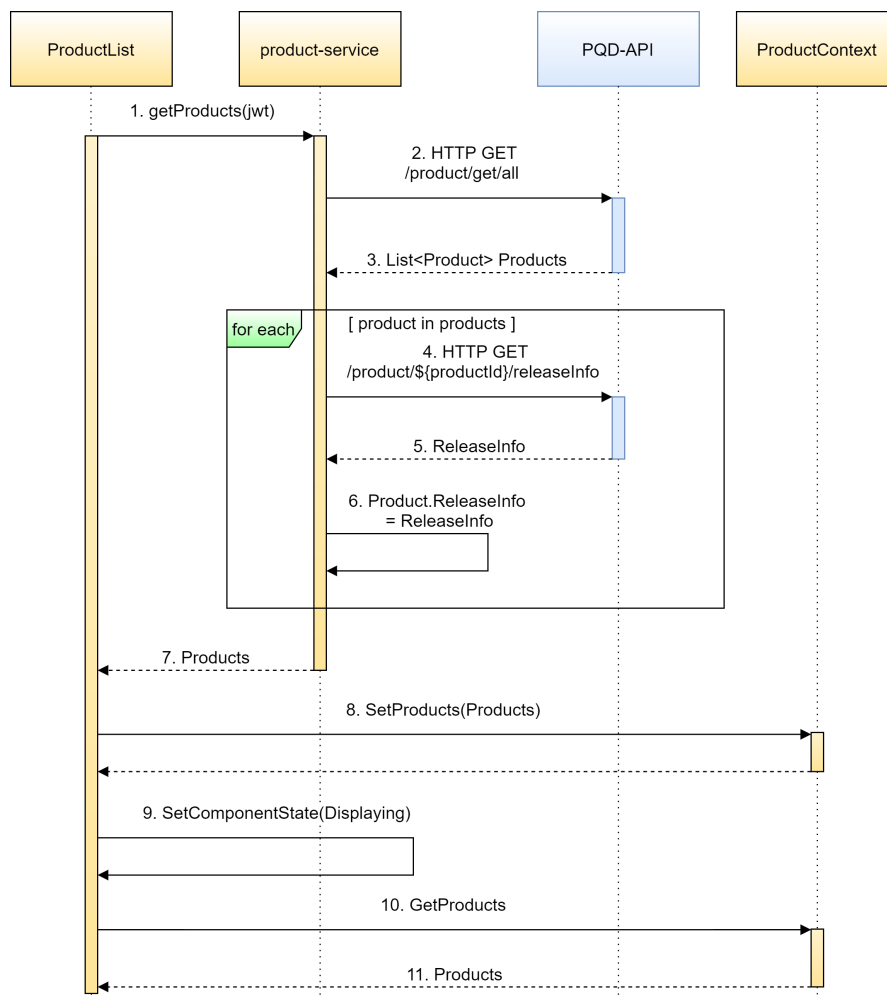 ProductList
product-service
PQD-API
ProductContext
1. getProducts(jwt)
2. HTTP GET
/product/get/all
3. List<Product> Products
for each
[ product in products ]
4. HTTP GET
/product/${productId}/releaseInfo
5. ReleaseInfo
6. Product.ReleaseInfo
= ReleaseInfo
7. Products
8. SetProducts(Products)
9. SetComponentState(Displaying)
10. GetProducts
11. Products